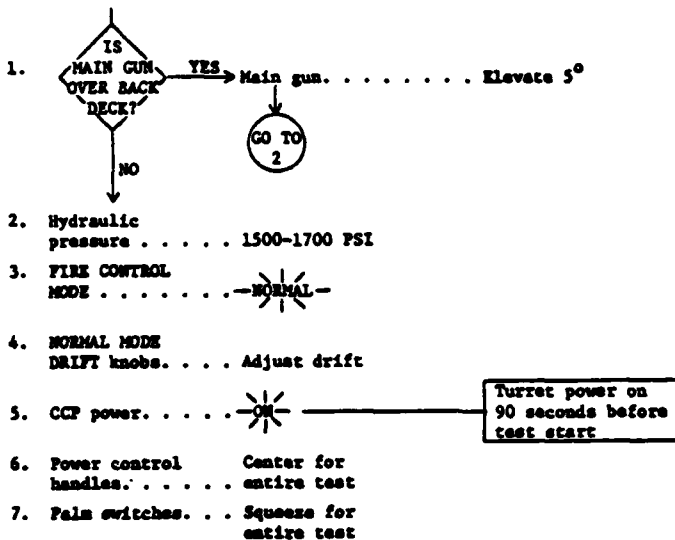 IS
1. MAIN GUN YES Main gun. . . . . . . . Elevate 5°
OVER BACK
DECK?
GO TO
2
NO
2. Hydraulic
pressure . . . . . 1500-1700 PSI
3. FIRE CONTROL
MODE . . . . . . . NORMAL
4. NORMAL MODE
DRIFT knobs. . . . Adjust drift
5. CCP power. . . . . ON
Turret power on
90 seconds before
test start
6. Power control Center for
handles. . . . . . entire test
7. Palm switches. . . Squeeze for
entire test